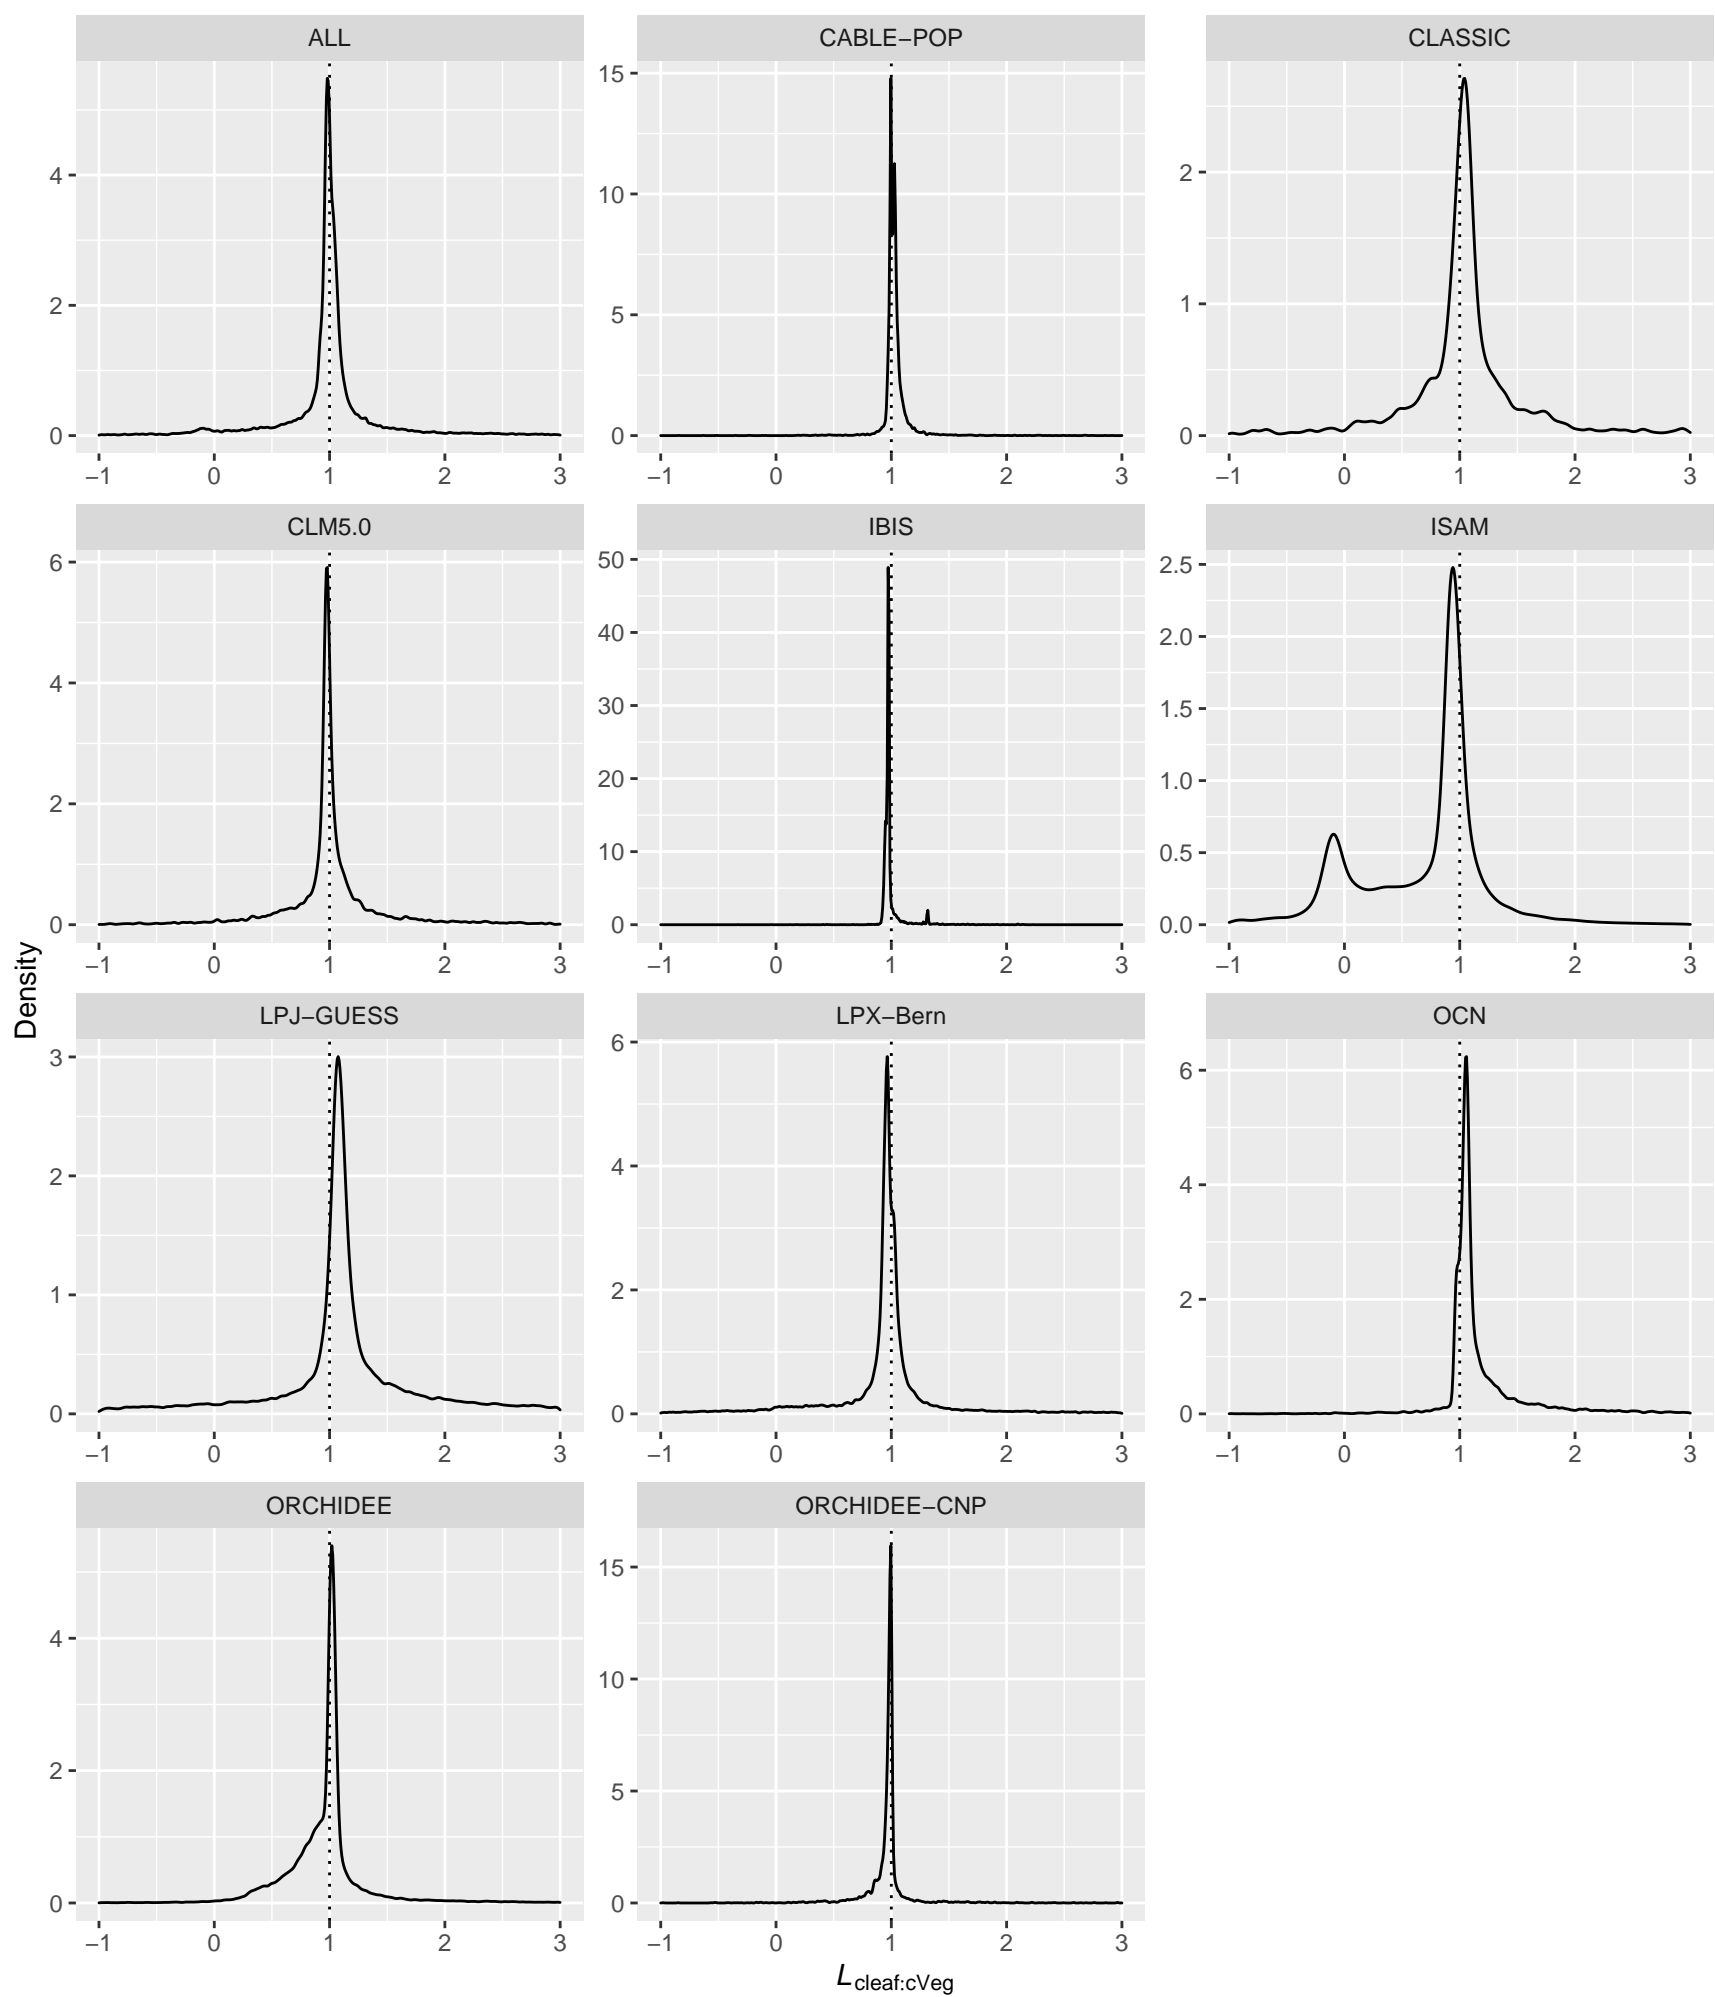 ALL
CABLE−POP
CLASSIC
15
10
5
0
4
2
0
2
1
0
−1 0 1 2 3
−1 0 1 2 3
−1 0 1 2 3
CLM5.0
IBIS
ISAM
6
4
2
0
50
40
30
20
10
0
2.5
2.0
1.5
1.0
0.5
0.0
−1 0 1 2 3
−1 0 1 2 3
−1 0 1 2 3
Density
LPJ−GUESS
LPX−Bern
OCN
3
2
1
0
6
4
2
0
6
4
2
0
−1 0 1 2 3
−1 0 1 2 3
−1 0 1 2 3
ORCHIDEE
ORCHIDEE−CNP
4
2
0
15
10
5
0
−1 0 1 2 3
−1 0 1 2 3
Lcleaf:cVeg